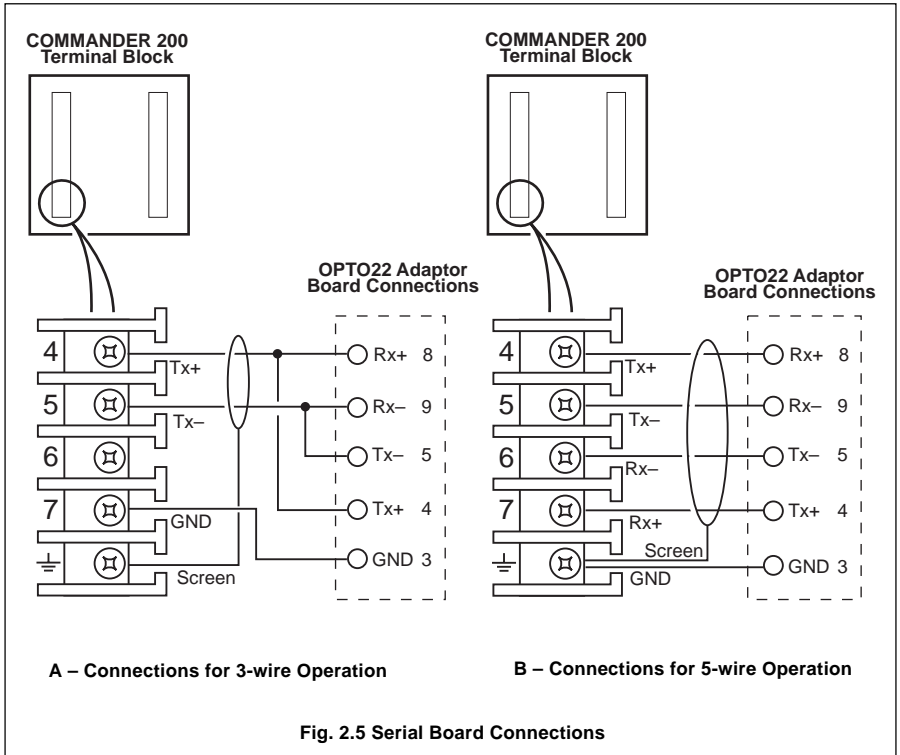 COMMANDER 200
Terminal Block
OPTO22 Adaptor
Board Connections
4
Tx+
Rx+ 8
5
Tx–
Rx– 9
6
Tx– 5
7
GND
Tx+ 4
Screen
GND 3
A – Connections for 3-wire Operation
COMMANDER 200
Terminal Block
OPTO22 Adaptor
Board Connections
4
Tx+
Rx+ 8
5
Tx–
Rx– 9
6
Rx–
Tx– 5
7
Rx+
Tx+ 4
Screen
GND
GND 3
B – Connections for 5-wire Operation
Fig. 2.5 Serial Board Connections